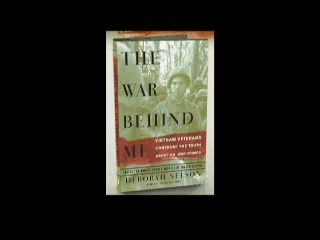 THE
WAR
BEHIND
ME
VIETNAM VETERANS
CONFRONT THE TRUTH
ABOUT U.S. WAR CRIMES
DEBORAH NELSON